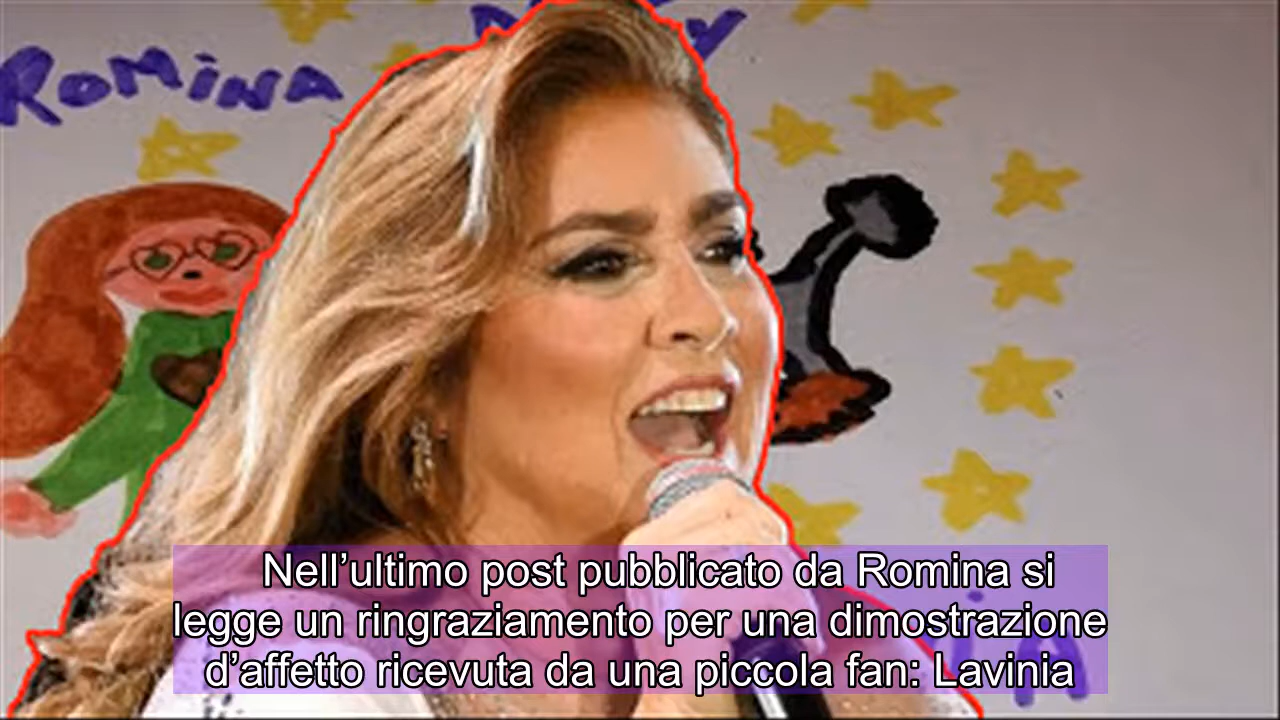 Romina
Nell’ultimo post pubblicato da Romina si
legge un ringraziamento per una dimostrazione
d’affetto ricevuta da una piccola fan: Lavinia